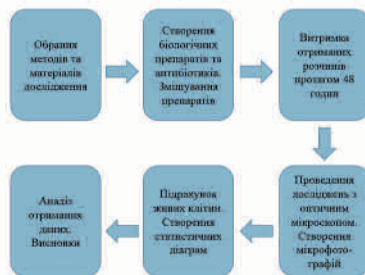 Обрання
методів та
матеріалів
дослідження
Створення
біологічних
препаратів та
антибіотиків.
Змішування
препаратів
Витримка
отриманих
розчинів
протягом 48
годин
Проведення
досліджень з
оптичним
мікроскопом.
Створення
мікрофото-
графій
Підрахунок
живих клітин.
Створення
статистичних
діаграм
Аналіз
отриманих
даних.
Висновки